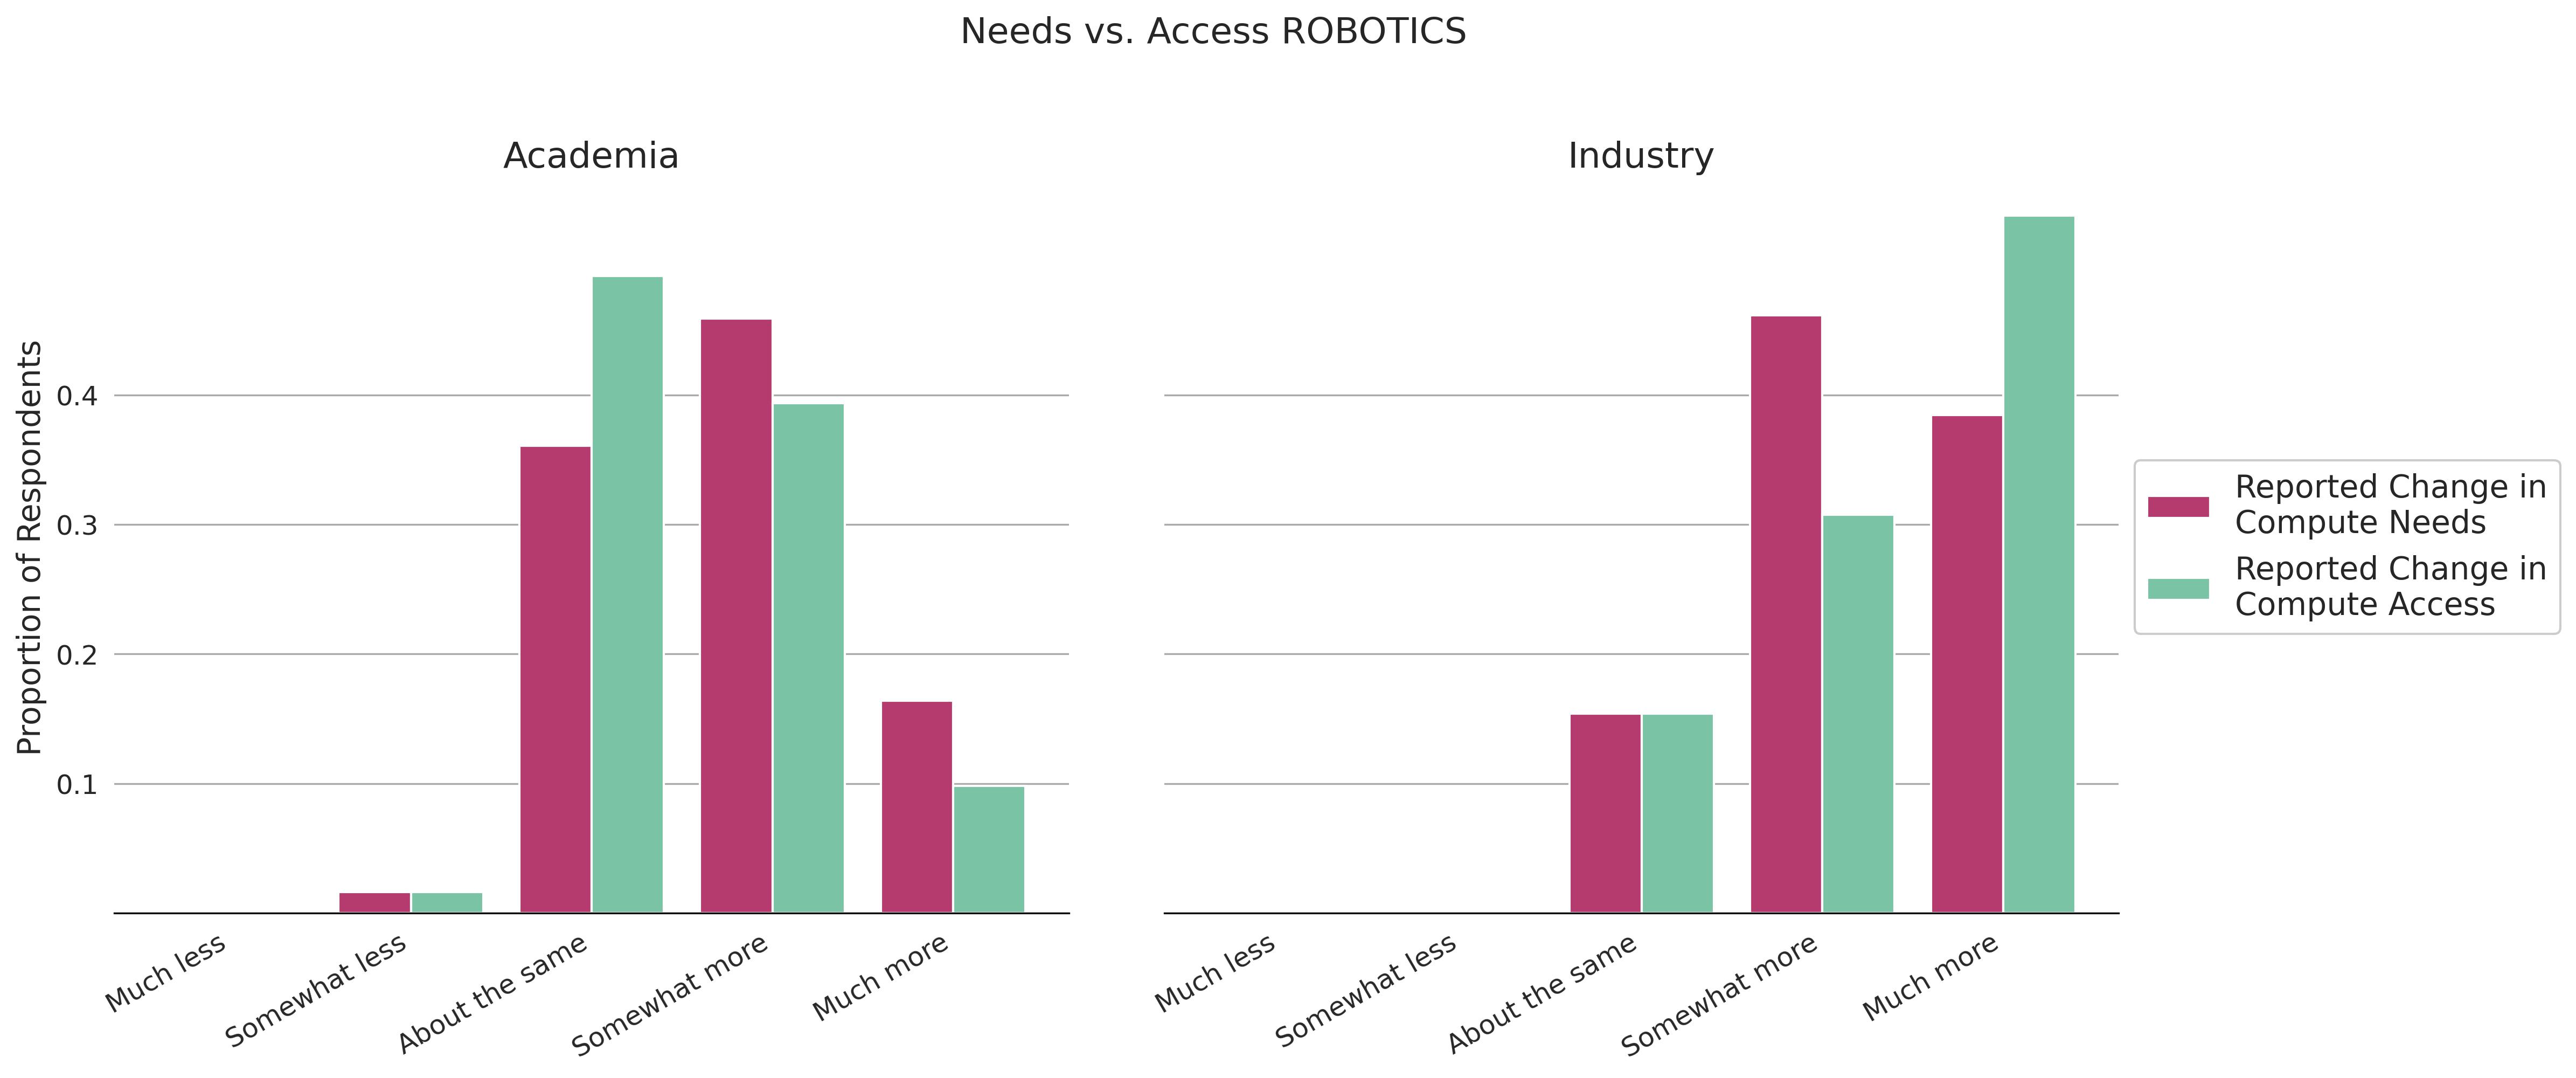 Needs vs. Access ROBOTICS
Academia
Industry
Proportion of Respondents
0.4
0.3
0.2
0.1
Much less
Somewhat less
About the same
Somewhat more
Much more
Much less
Somewhat less
About the same
Somewhat more
Much more
Reported Change in
Compute Needs
Reported Change in
Compute Access